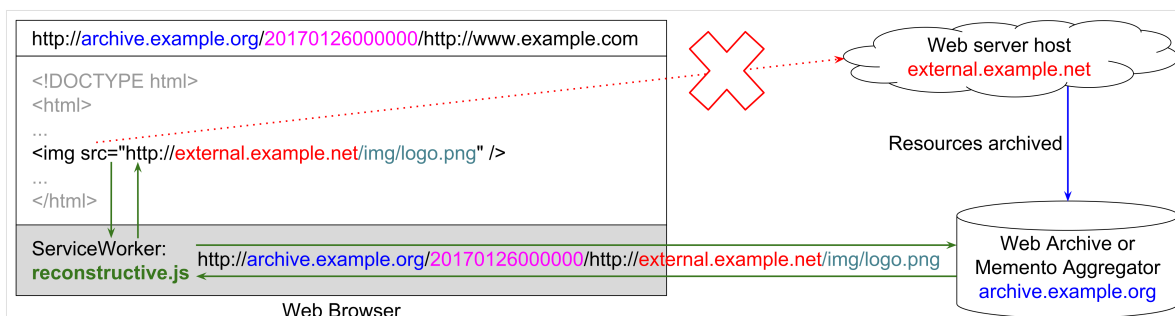 http://archive.example.org/20170126000000/http://www.example.com
<!DOCTYPE html>
<html>
...
<img src="http://external.example.net/img/logo.png" />
...
</html>
ServiceWorker:
reconstructive.js
http://archive.example.org/20170126000000/http://external.example.net/img/logo.png
Web Browser
Web server host
external.example.net
Resources archived
Web Archive or
Memento Aggregator
archive.example.org